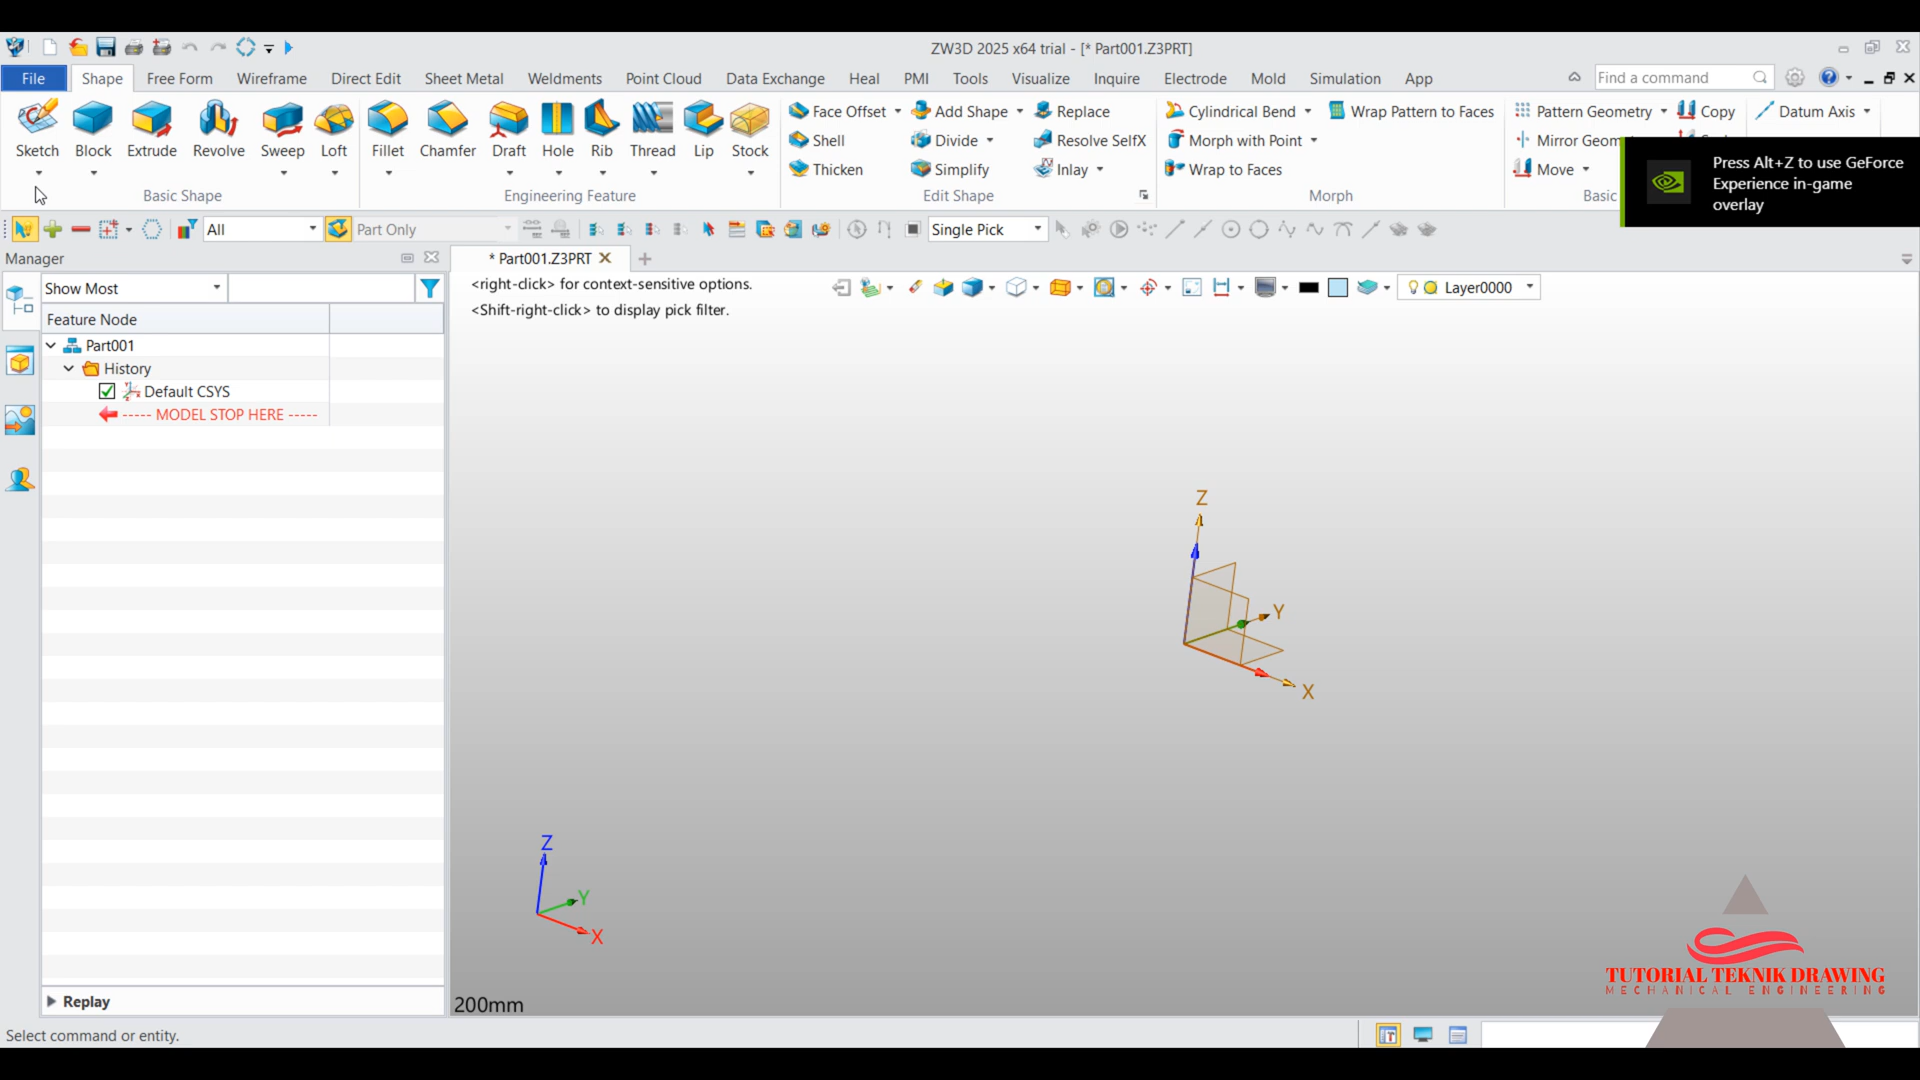 ZW3D 2025 x64 trial - [* Part001.Z3PRT]
File Shape Free Form Wireframe Direct Edit Sheet Metal Weldments Point Cloud Data Exchange Heal PMI Tools Visualize Inquire Electrode Mold Simulation App Find a command
Sketch Block Extrude Revolve Sweep Loft
Basic Shape
Fillet Chamfer Draft Hole Rib Thread Lip Stock
Engineering Feature
Face Offset Add Shape Replace
Shell Divide Resolve SelfX
Thicken Simplify Inlay
Edit Shape
Cylindrical Bend Wrap Pattern to Faces
Morph with Point
Wrap to Faces
Morph
Pattern Geometry Copy Datum Axis
Mirror Geom
Move
Basic
Press Alt+Z to use GeForce
Experience in-game
overlay
All Part Only Single Pick
Manager
* Part001.Z3PRT
Show Most
<right-click> for context-sensitive options.
<Shift-right-click> to display pick filter.
Layer0000
Feature Node
Part001
History
Default CSYS
----- MODEL STOP HERE -----
Z
Y
X
Z
Y
X
TUTORIAL TEKNIK DRAWING
MECHANICAL ENGINEERING
Replay
200mm
Select command or entity.